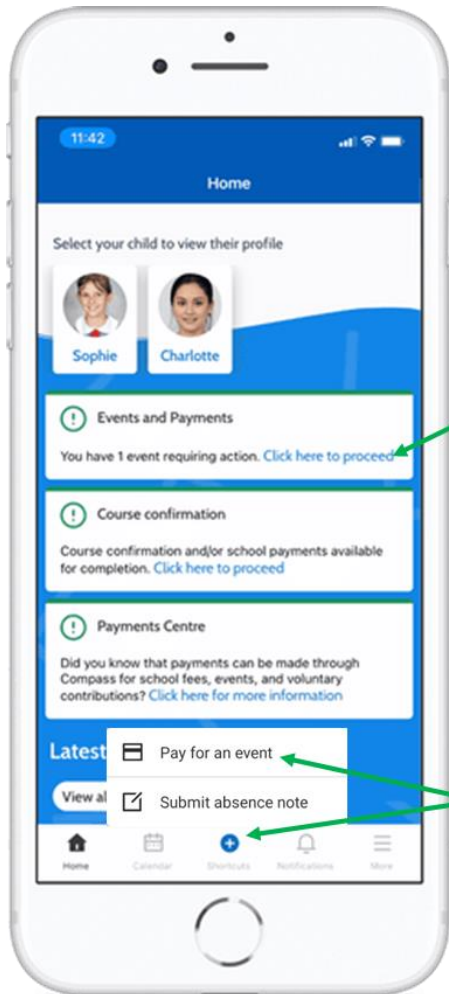 11:42
Home
Select your child to view their profile
Sophie
Charlotte
Events and Payments
You have 1 event requiring action. Click here to proceed
Course confirmation
Course confirmation and/or school payments available
for completion. Click here to proceed
Payments Centre
Did you know that payments can be made through
Compass for school fees, events, and voluntary
contributions? Click here for more information
Latest
Pay for an event
View al
Submit absence note
Home
Calendar
Shortcuts
Notifications
More